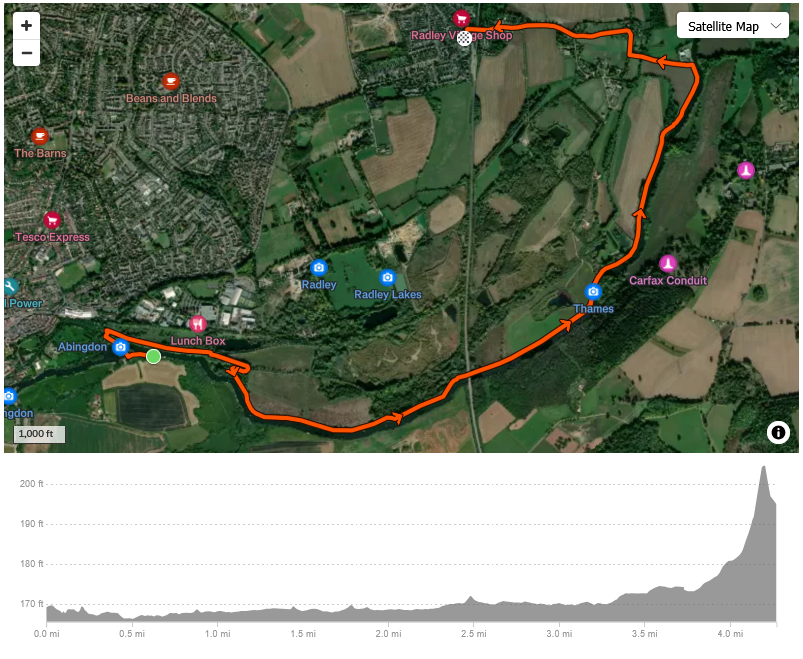 +
−
Satellite Map
Radley Village Shop
Beans and Blends
The Barns
Tesco Express
Carfax Conduit
Radley
Radley Lakes
Power
Thames
Lunch Box
Abingdon
ngdon
1,000 ft
200 ft
190 ft
180 ft
170 ft
0.0 mi
0.5 mi
1.0 mi
1.5 mi
2.0 mi
2.5 mi
3.0 mi
3.5 mi
4.0 mi